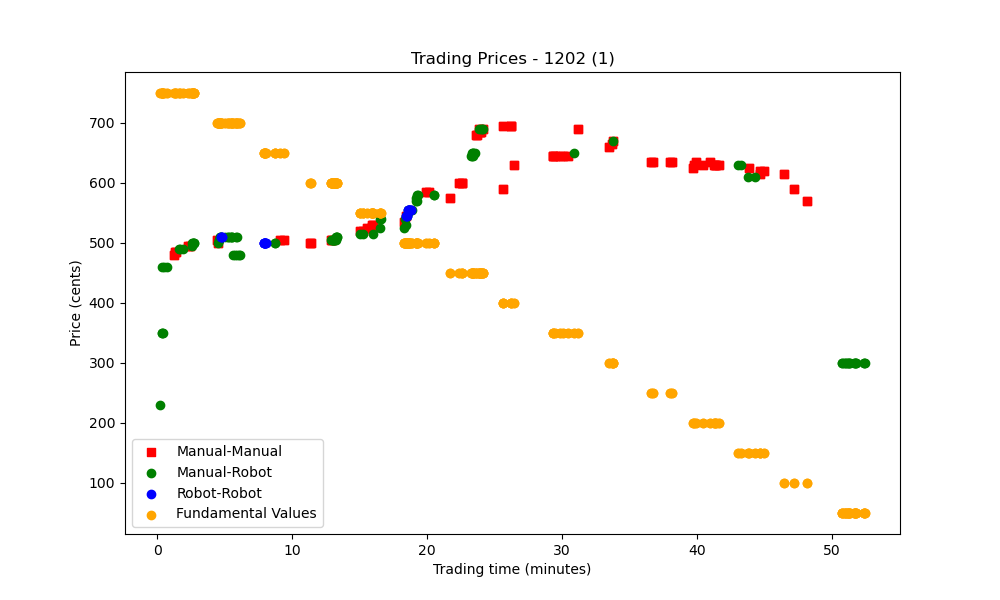 Trading Prices - 1202 (1)
Price (cents)
700
600
500
400
300
200
100
Manual-Manual
Manual-Robot
Robot-Robot
Fundamental Values
0 10 20 30 40 50
Trading time (minutes)